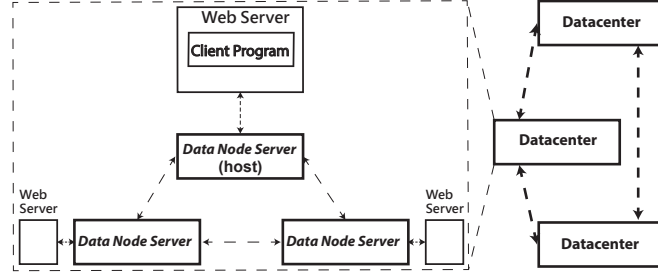 Web Server
Client Program
Data Node Server
(host)
Web
Server
Data Node Server
Data Node Server
Web
Server
Datacenter
Datacenter
Datacenter